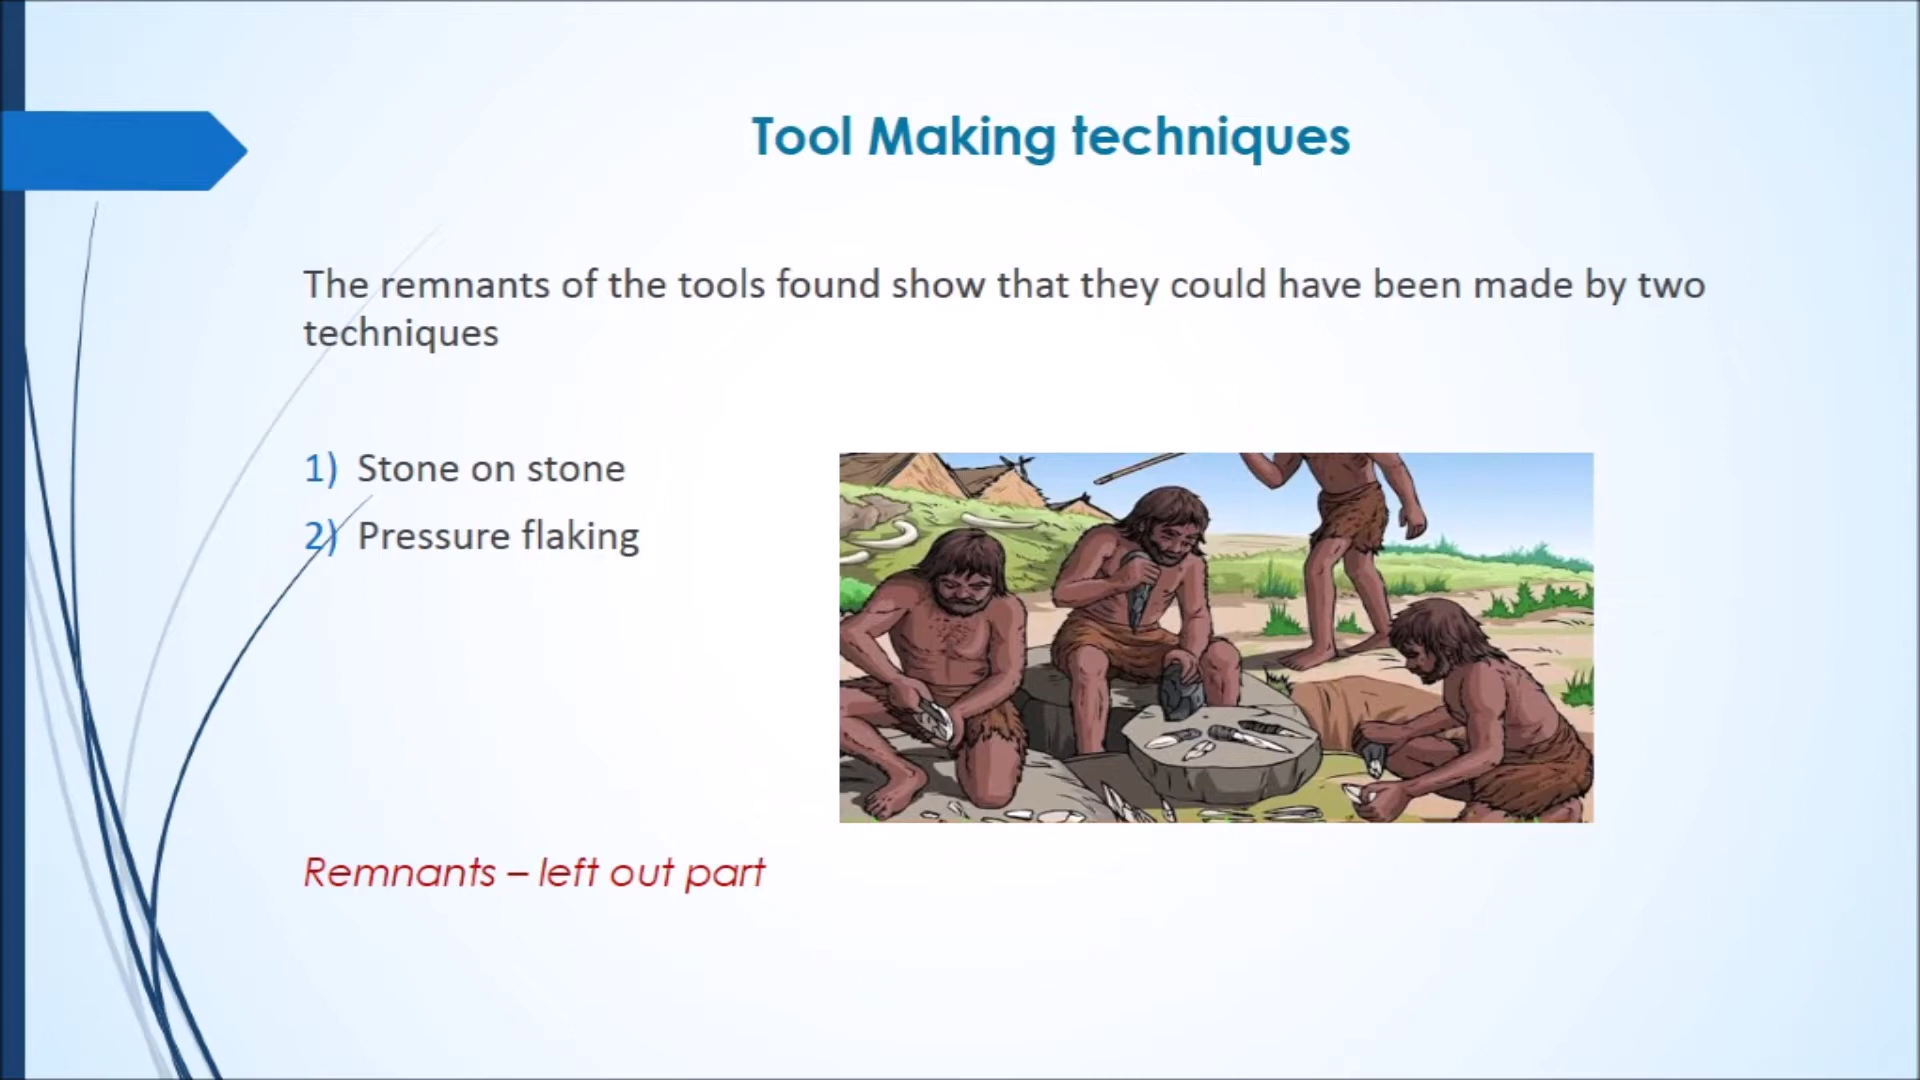 Tool Making techniques
The remnants of the tools found show that they could have been made by two
techniques
1) Stone on stone
2) Pressure flaking
Remnants – left out part